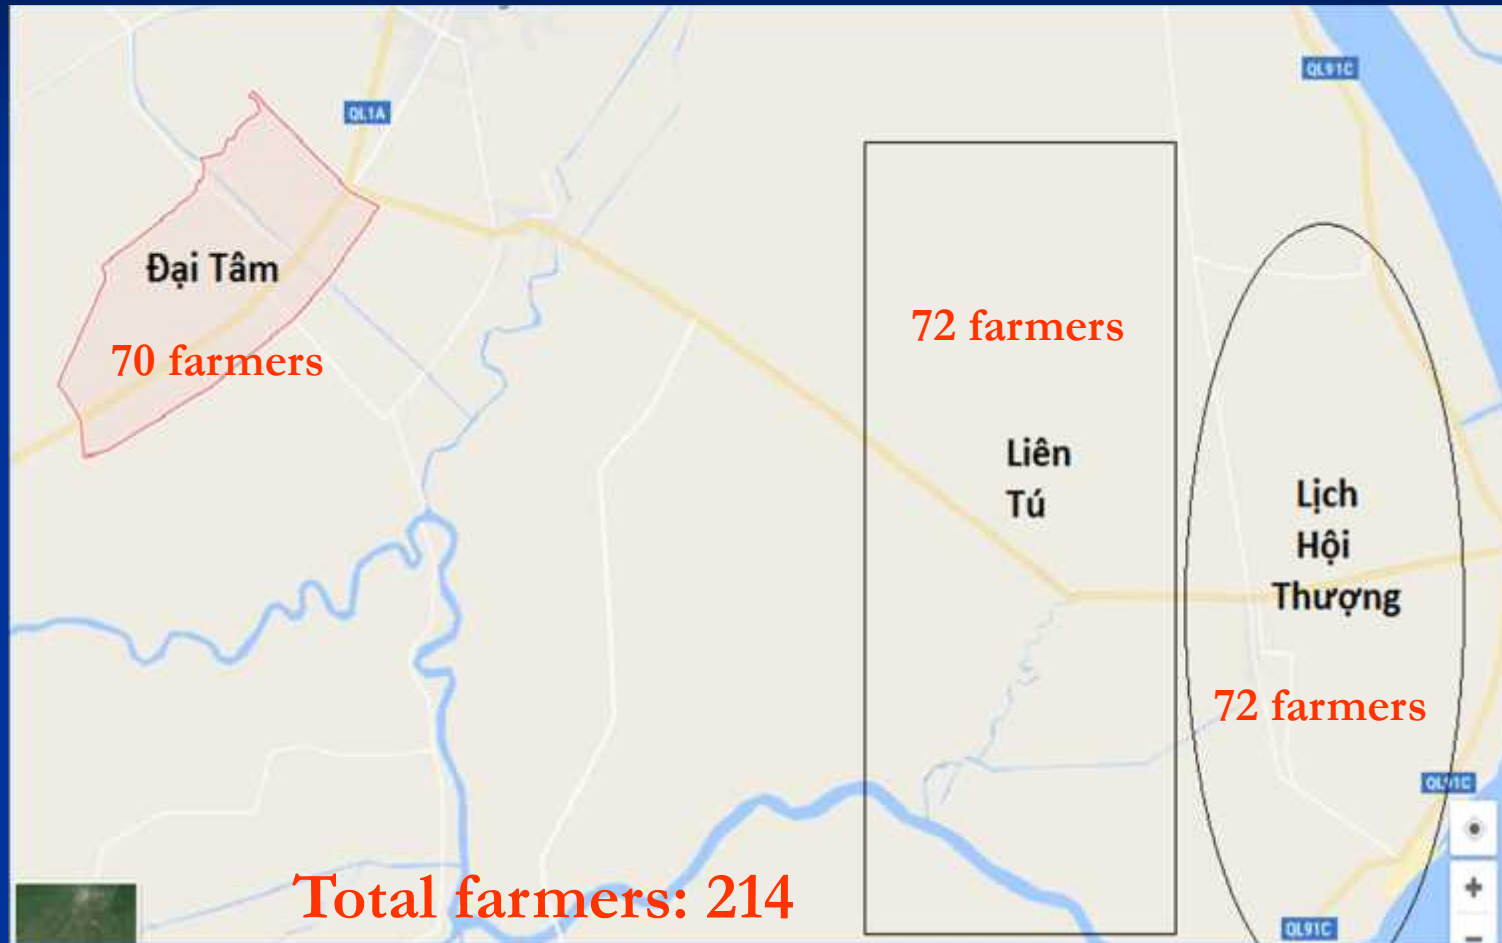 QL91C
QL1A
Đại Tâm
70 farmers
72 farmers
Liên
Tú
Lịch
Hội
Thượng
72 farmers
QL91C
Total farmers: 214
QL91C